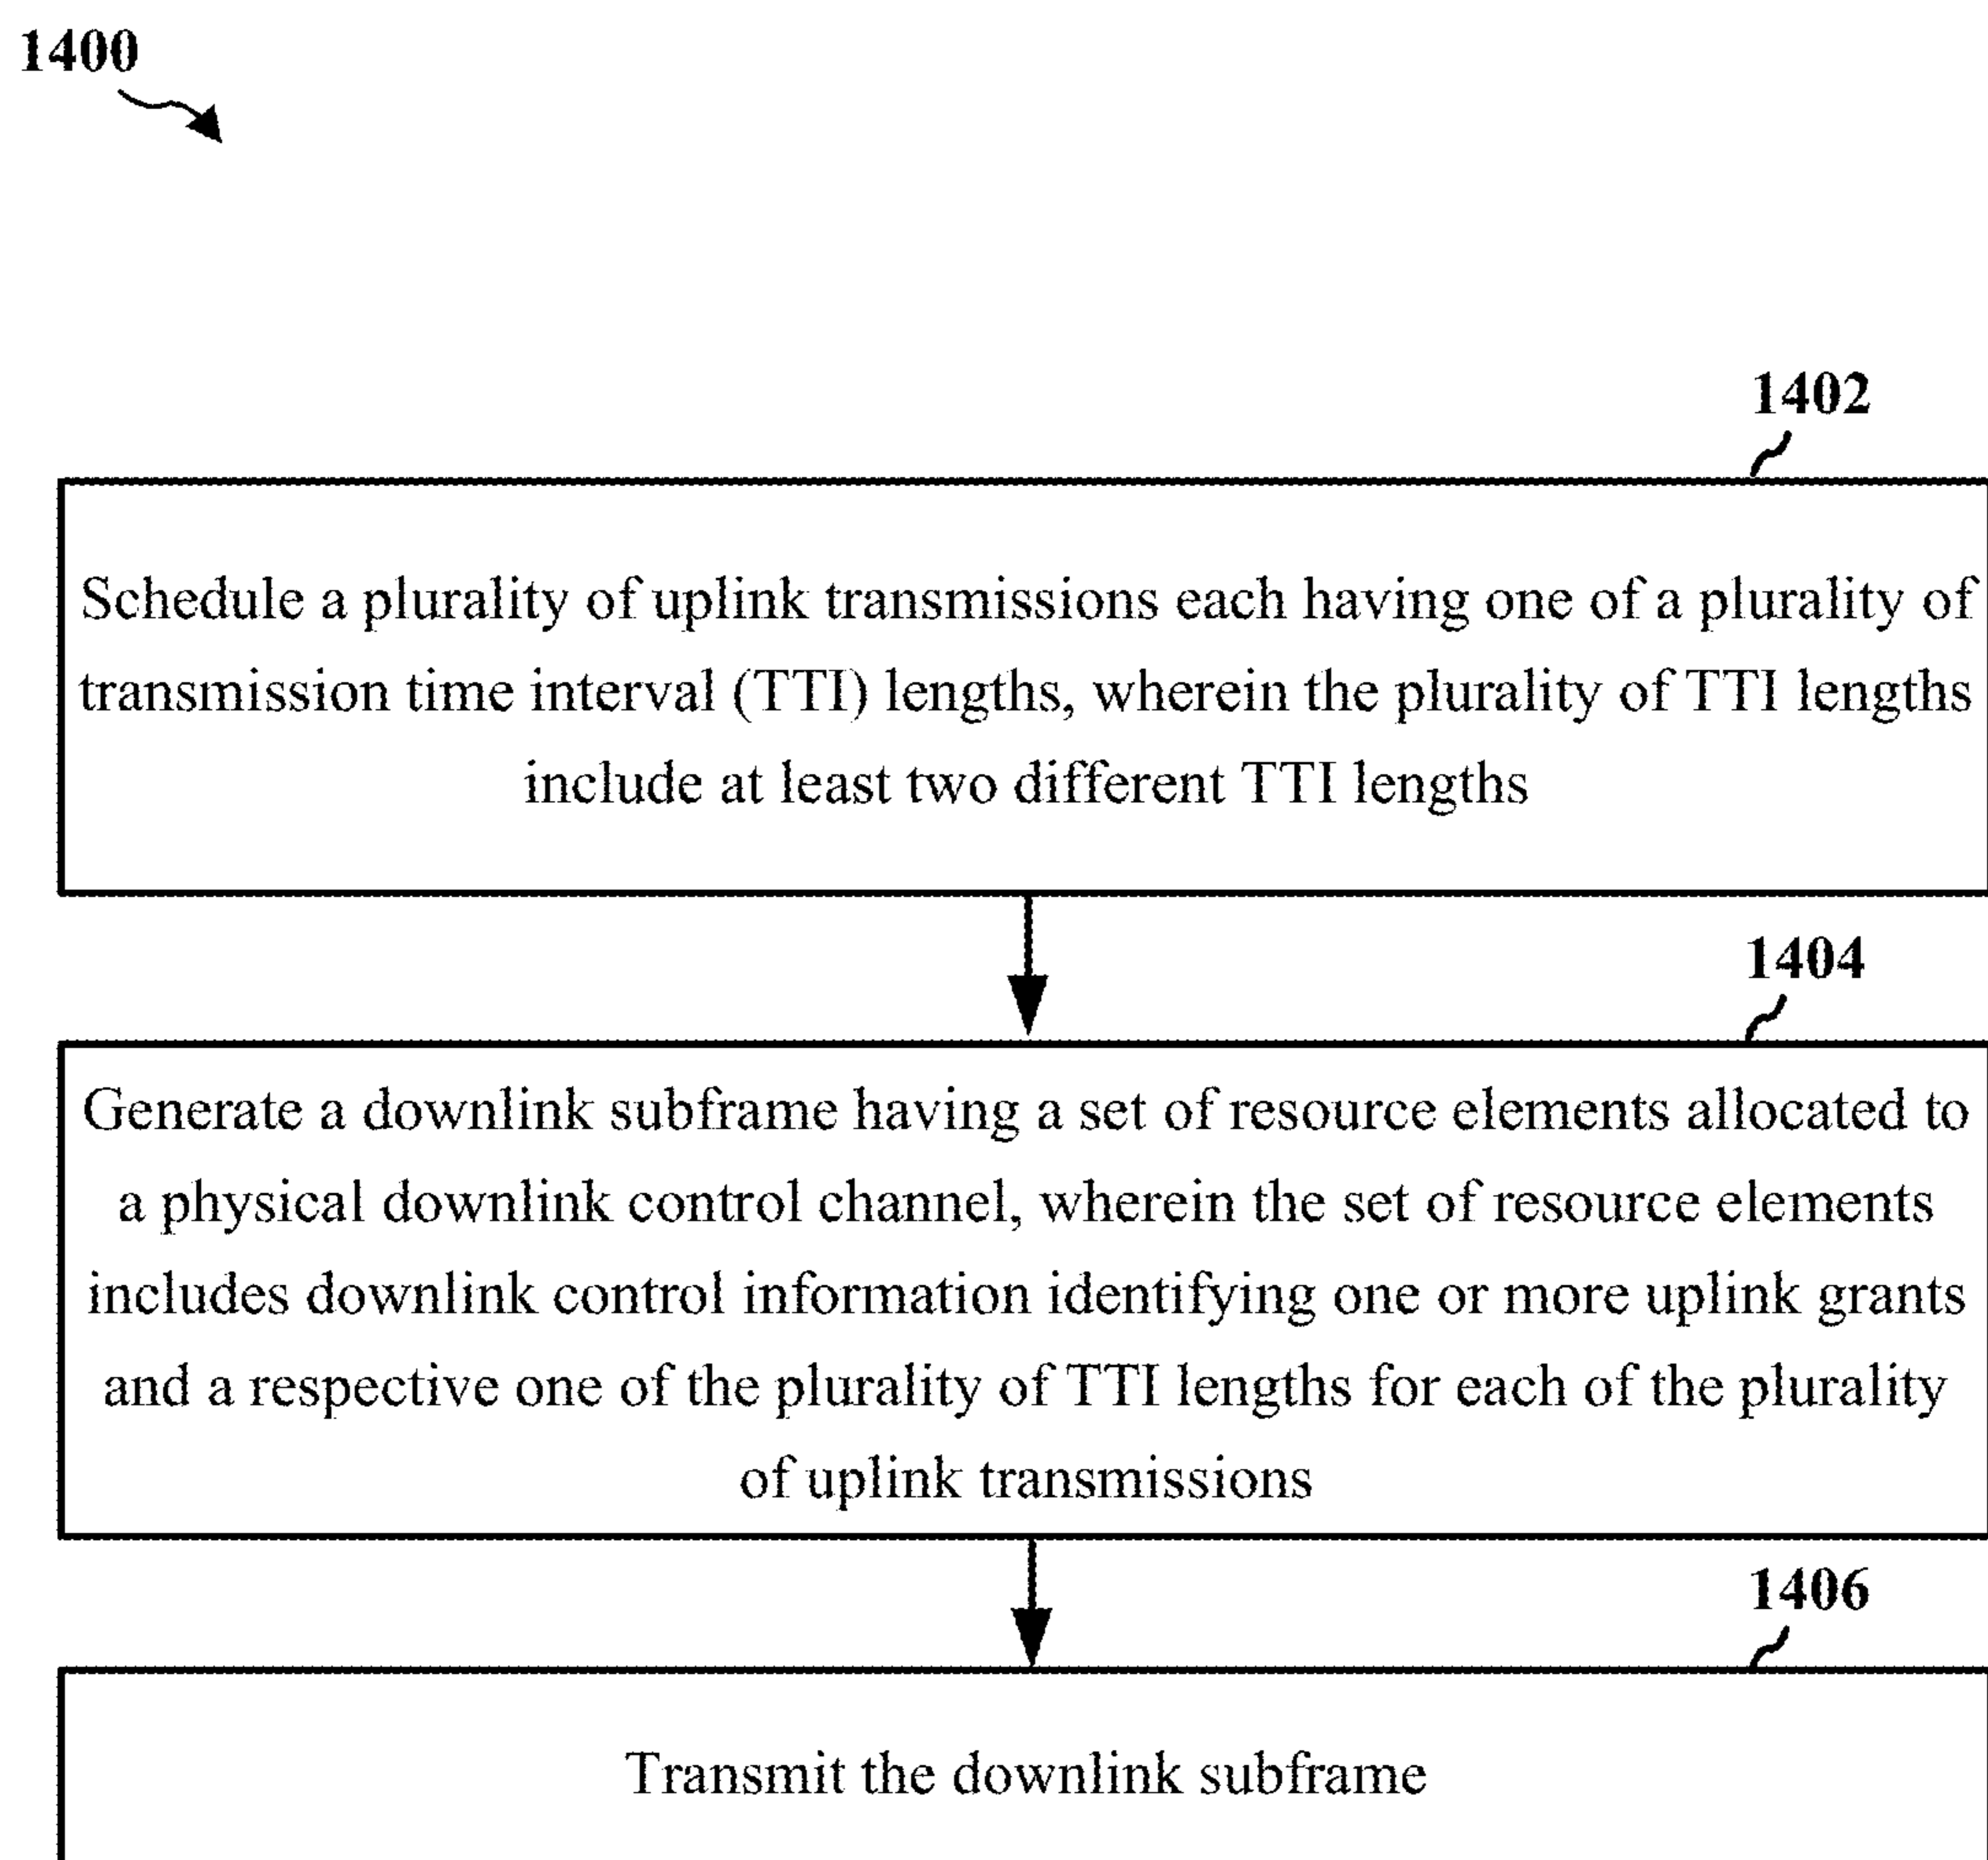 1400
1402
Schedule a plurality of uplink transmissions each having one of a plurality of
transmission time interval (TTI) lengths, wherein the plurality of TTI lengths
include at least two different TTI lengths
1404
Generate a downlink subframe having a set of resource elements allocated to
a physical downlink control channel, wherein the set of resource elements
includes downlink control information identifying one or more uplink grants
and a respective one of the plurality of TTI lengths for each of the plurality
of uplink transmissions
1406
Transmit the downlink subframe